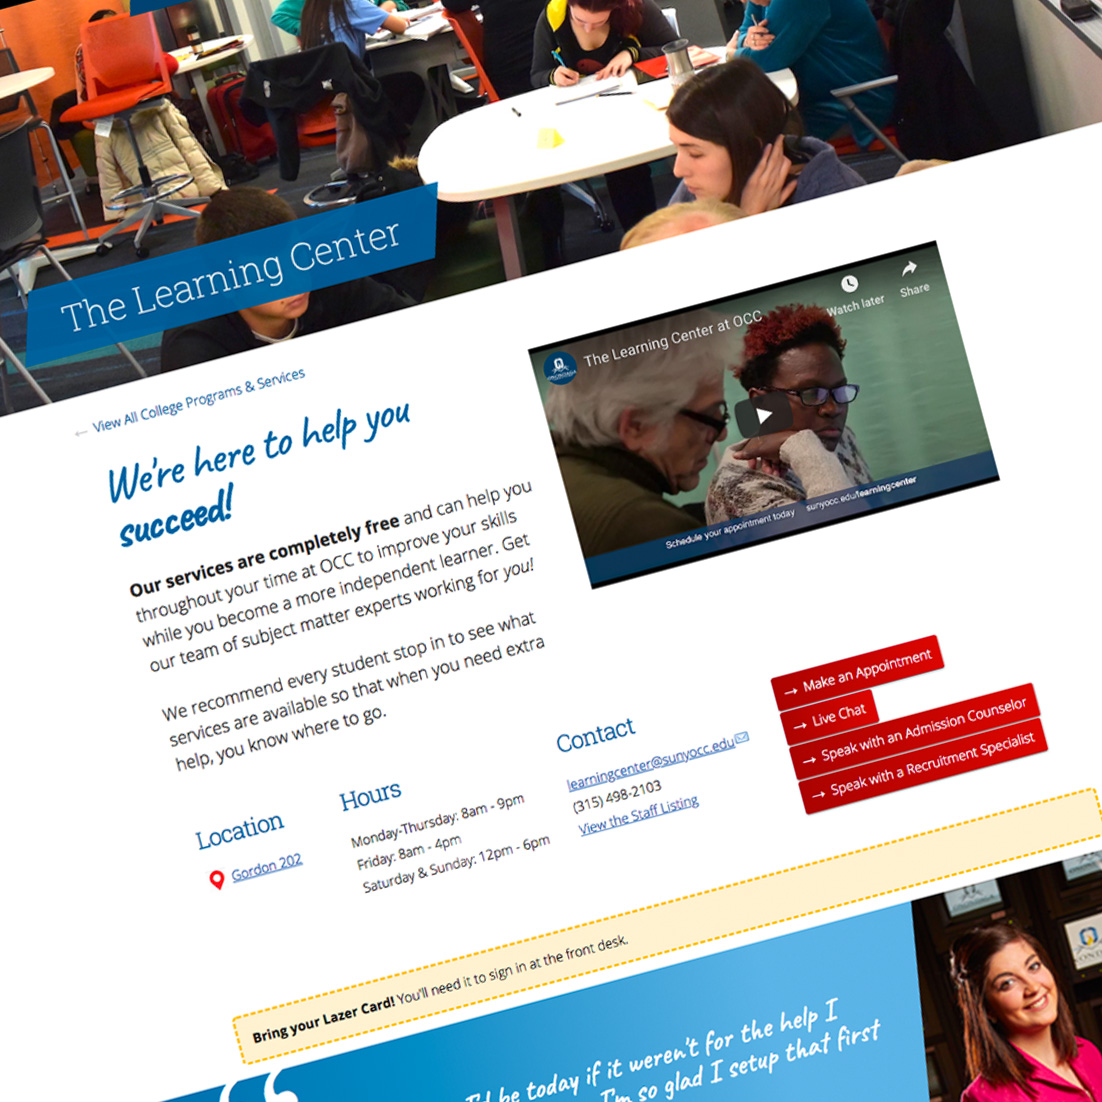 The Learning Center
← View All College Programs & Services
We're here to help you
succeed!
Our services are completely free and can help you
throughout your time at OCC to improve your skills
while you become a more independent learner. Get
our team of subject matter experts working for you!
We recommend every student stop in to see what
services are available so that when you need extra
help, you know where to go.
The Learning Center at OCC
Watch later
Share
Schedule your appointment today sunyocc.edu/learningcenter
Location
Gordon 202
Hours
Monday-Thursday: 8am - 9pm
Friday: 8am - 4pm
Saturday & Sunday: 12pm - 6pm
Contact
learningcenter@sunyocc.edu
(315) 498-2103
View the Staff Listing
→ Make an Appointment
→ Live Chat
→ Speak with an Admission Counselor
→ Speak with a Recruitment Specialist
Bring your Lazer Card! You'll need it to sign in at the front desk.
“
I'd be today if it weren't for the help I
I'm so glad I setup that first